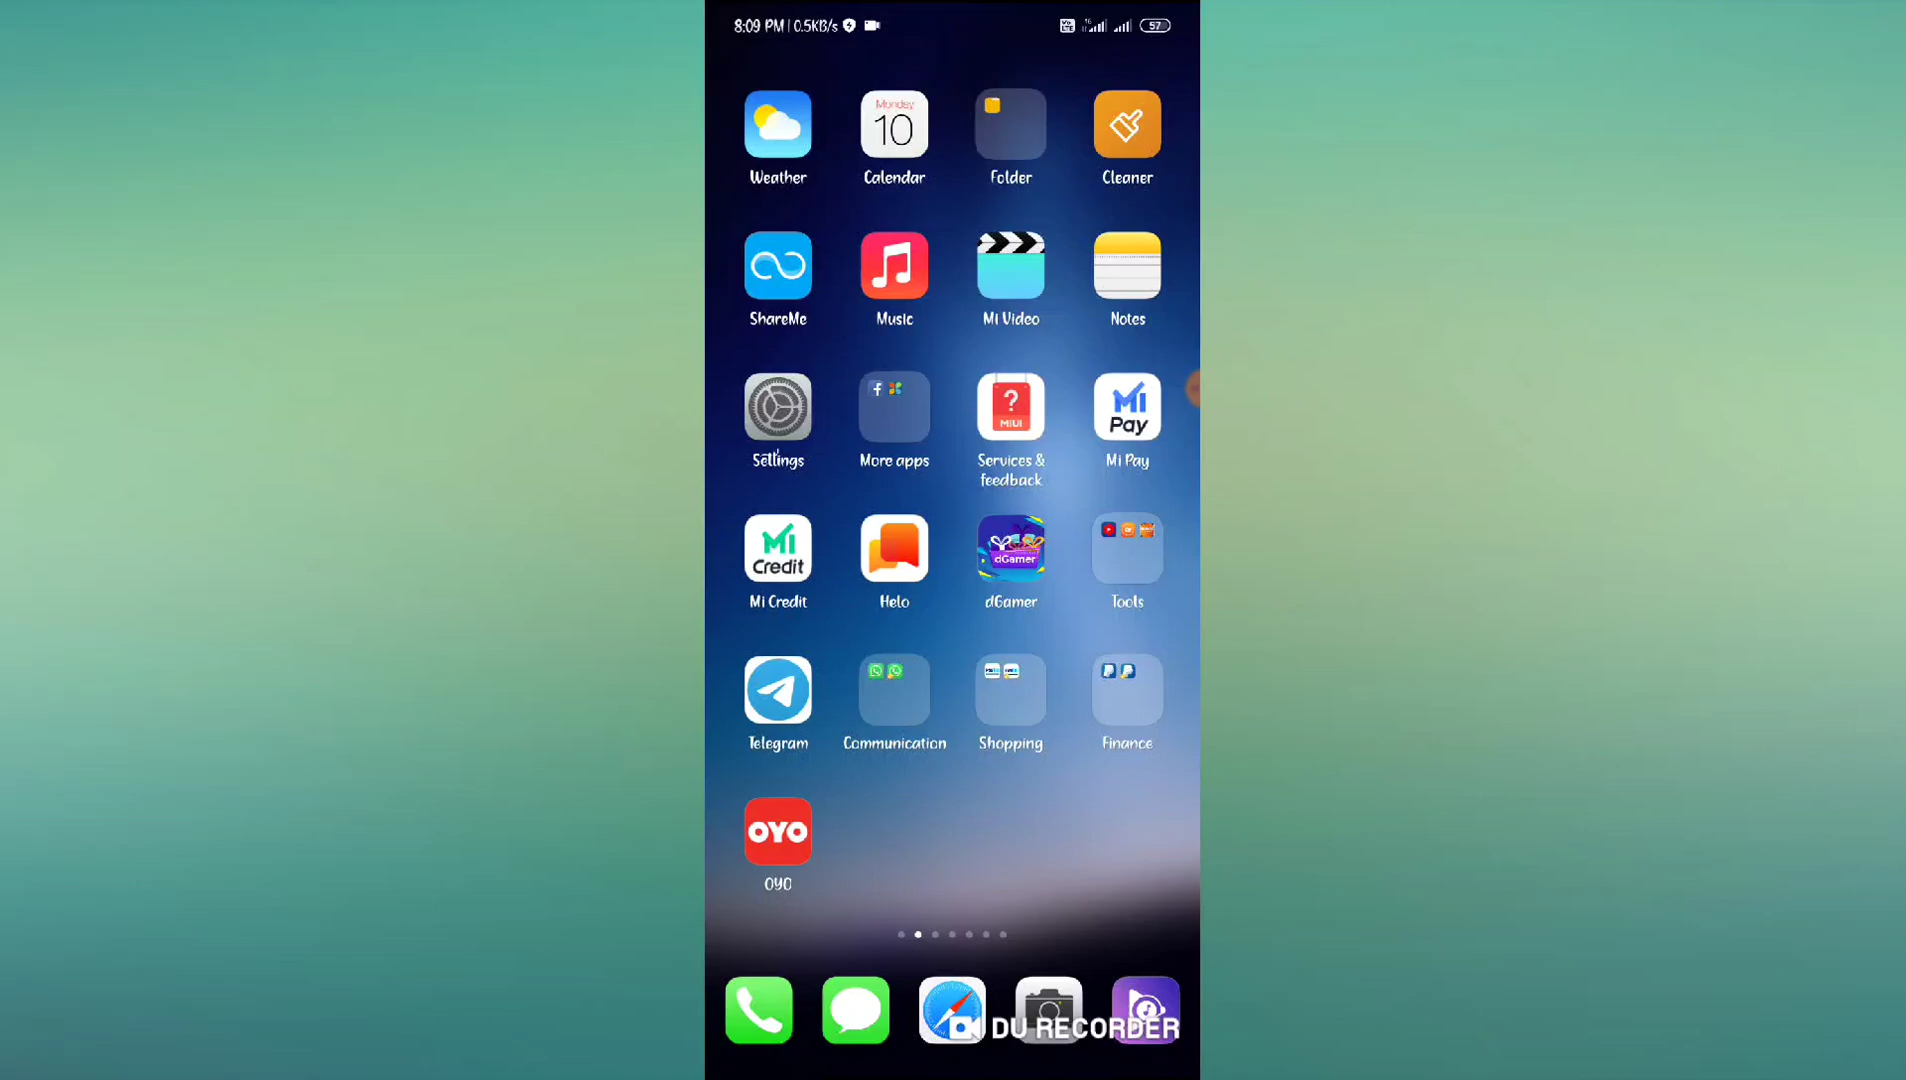 8:09 PM | 0.5KB/s
57
Monday
10
Weather
Calendar
Folder
Cleaner
ShareMe
Music
Mi Video
Notes
?
MIUI
Mi
Pay
Settings
More apps
Services &
feedback
Mi Pay
Mi
Credit
dGamer
Mi Credit
Helo
dGamer
Tools
Telegram
Communication
Shopping
Finance
OYO
OYO
DU RECORDER